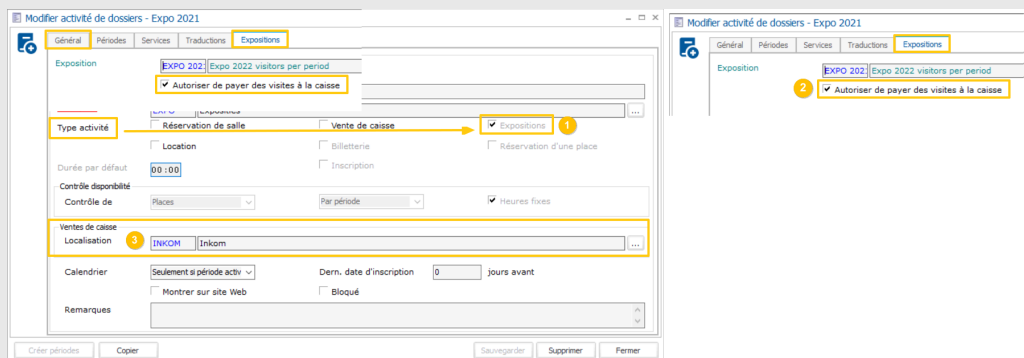 Modifier activité de dossiers - Expo 2021
Général Périodes Services Traductions Expositions
Exposition EXPO 202: Expo 2022 visitors per period
Autoriser de payer des visites à la caisse
EXPO
Type activité Réservation de salle Vente de caisse Expositions 1
Location Billetterie Réservation d'une place
Durée par défaut 00:00 Inscription
Contrôle disponibilité
Contrôle de Places Par période Heures fixes
Ventes de caisse
Localisation 3 INKOM Inkom ...
Calendrier Seulement si période activ Dern. date d'inscription 0 jours avant
Montrer sur site Web Bloqué
Remarques
Créer périodes Copier Sauvegarder Supprimer Fermer
Modifier activité de dossiers - Expo 2021
Général Périodes Services Traductions Expositions
Exposition EXPO 202: Expo 2022 visitors per period
2 Autoriser de payer des visites à la caisse